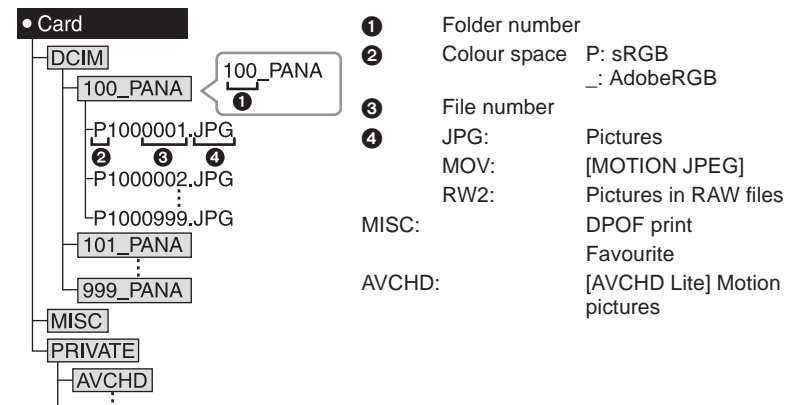 ● Card
DCIM
100_PANA
100_PANA
❶
P1000001.JPG
❷ ❸ ❹
P1000002.JPG
P1000999.JPG
101_PANA
999_PANA
MISC
PRIVATE
AVCHD
❶ Folder number
❷ Colour space P: sRGB
_: AdobeRGB
❸ File number
❹ JPG: Pictures
MOV: [MOTION JPEG]
RW2: Pictures in RAW files
MISC: DPOF print
Favourite
AVCHD: [AVCHD Lite] Motion
pictures